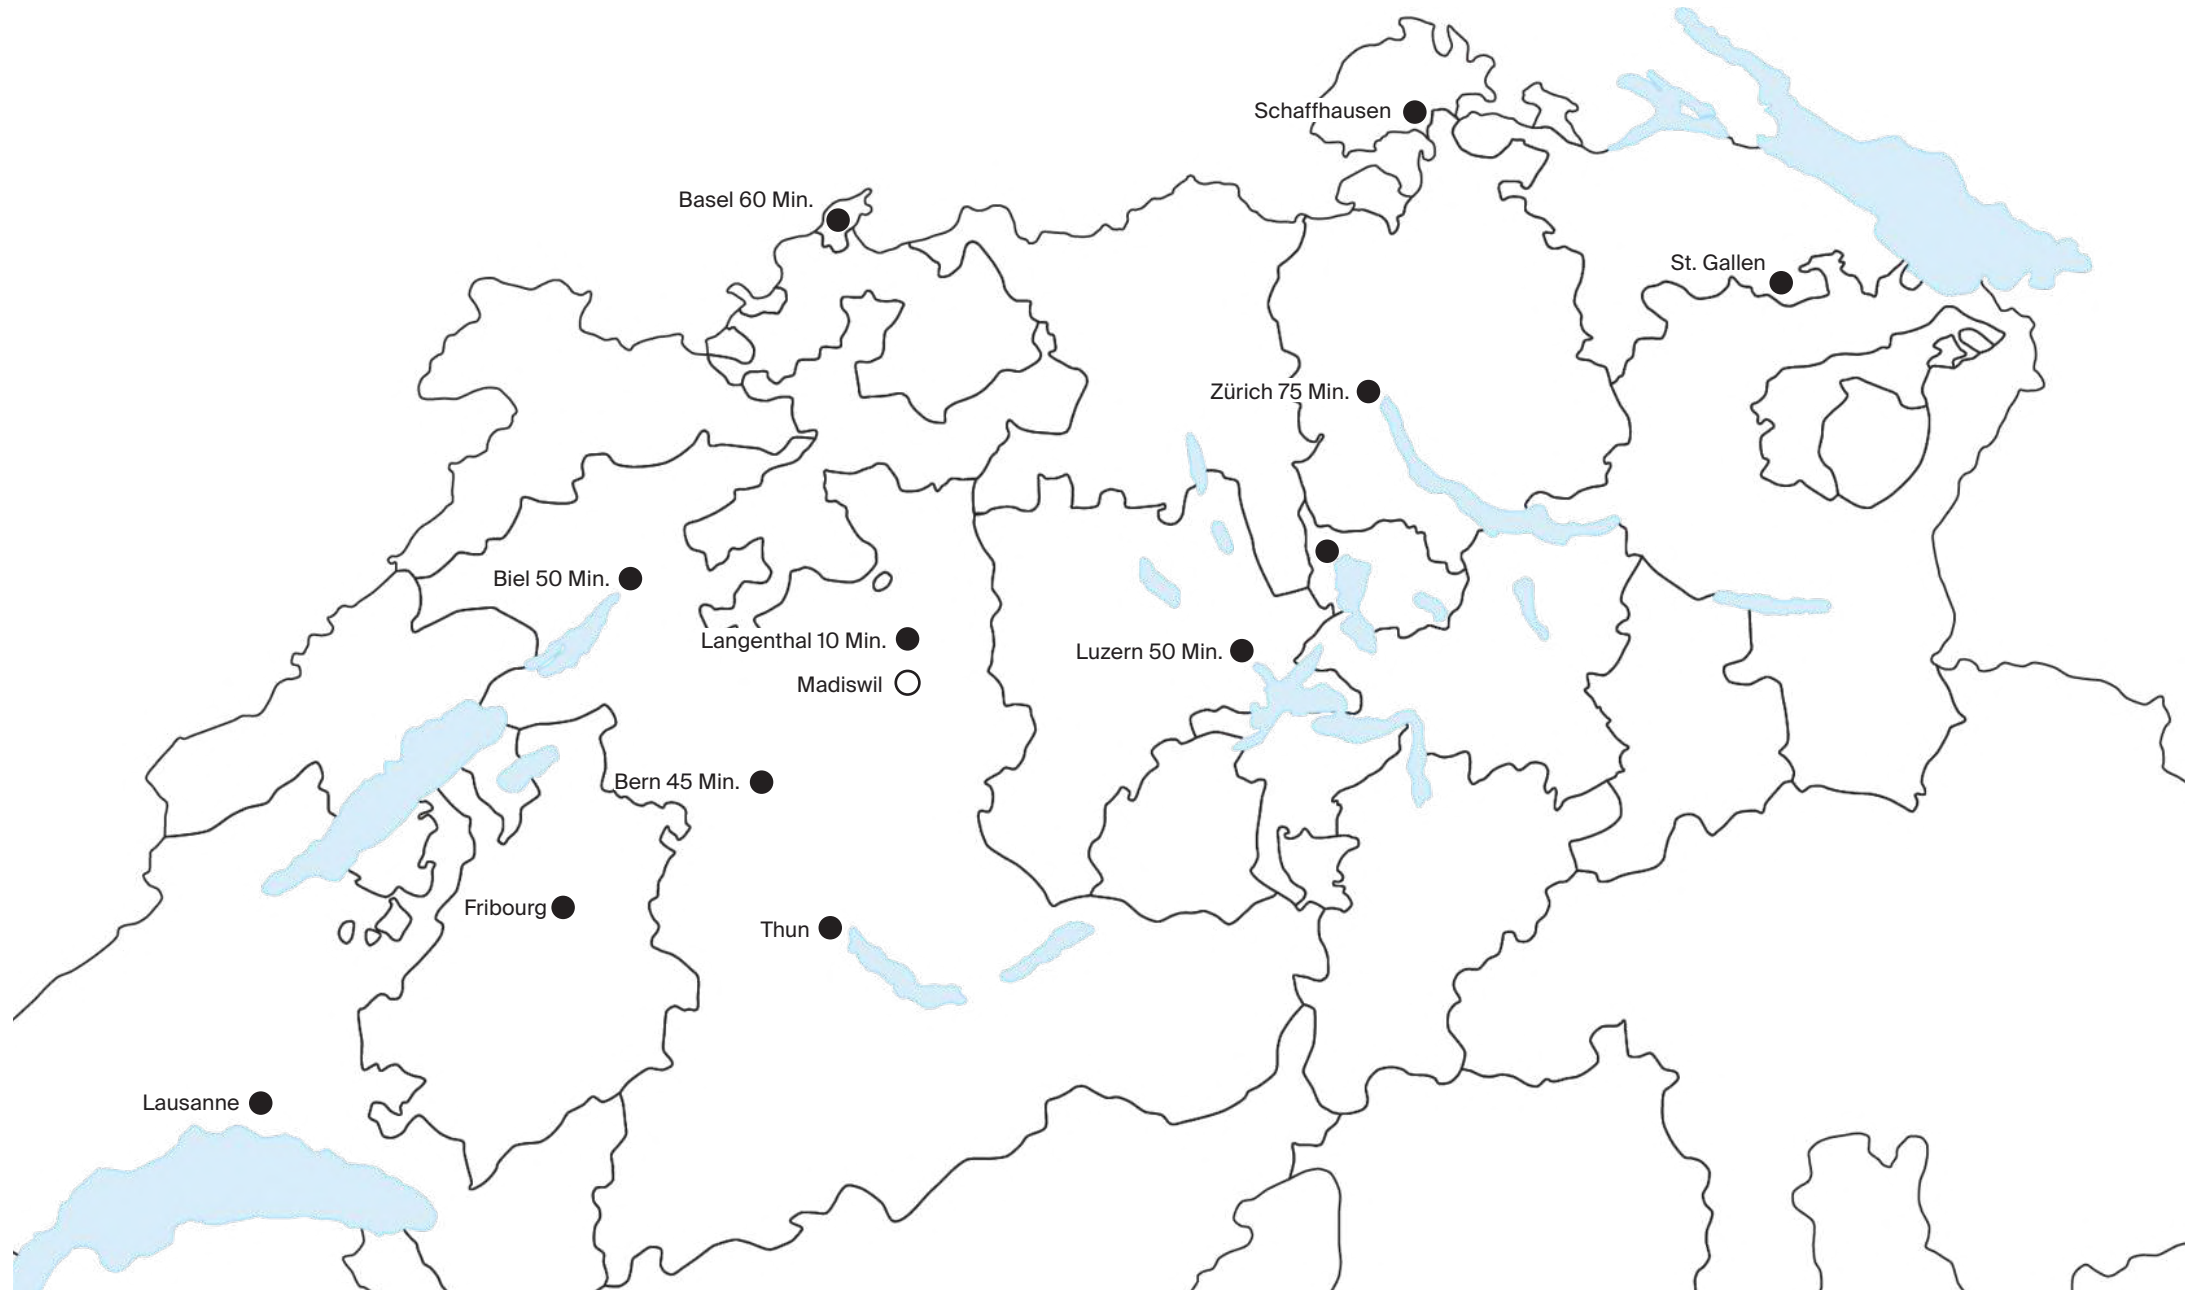 Schaffhausen
Basel 60 Min.
St. Gallen
Zürich 75 Min.
Biel 50 Min.
Langenthal 10 Min.
Luzern 50 Min.
Madiswil
Bern 45 Min.
Fribourg
Thun
Lausanne